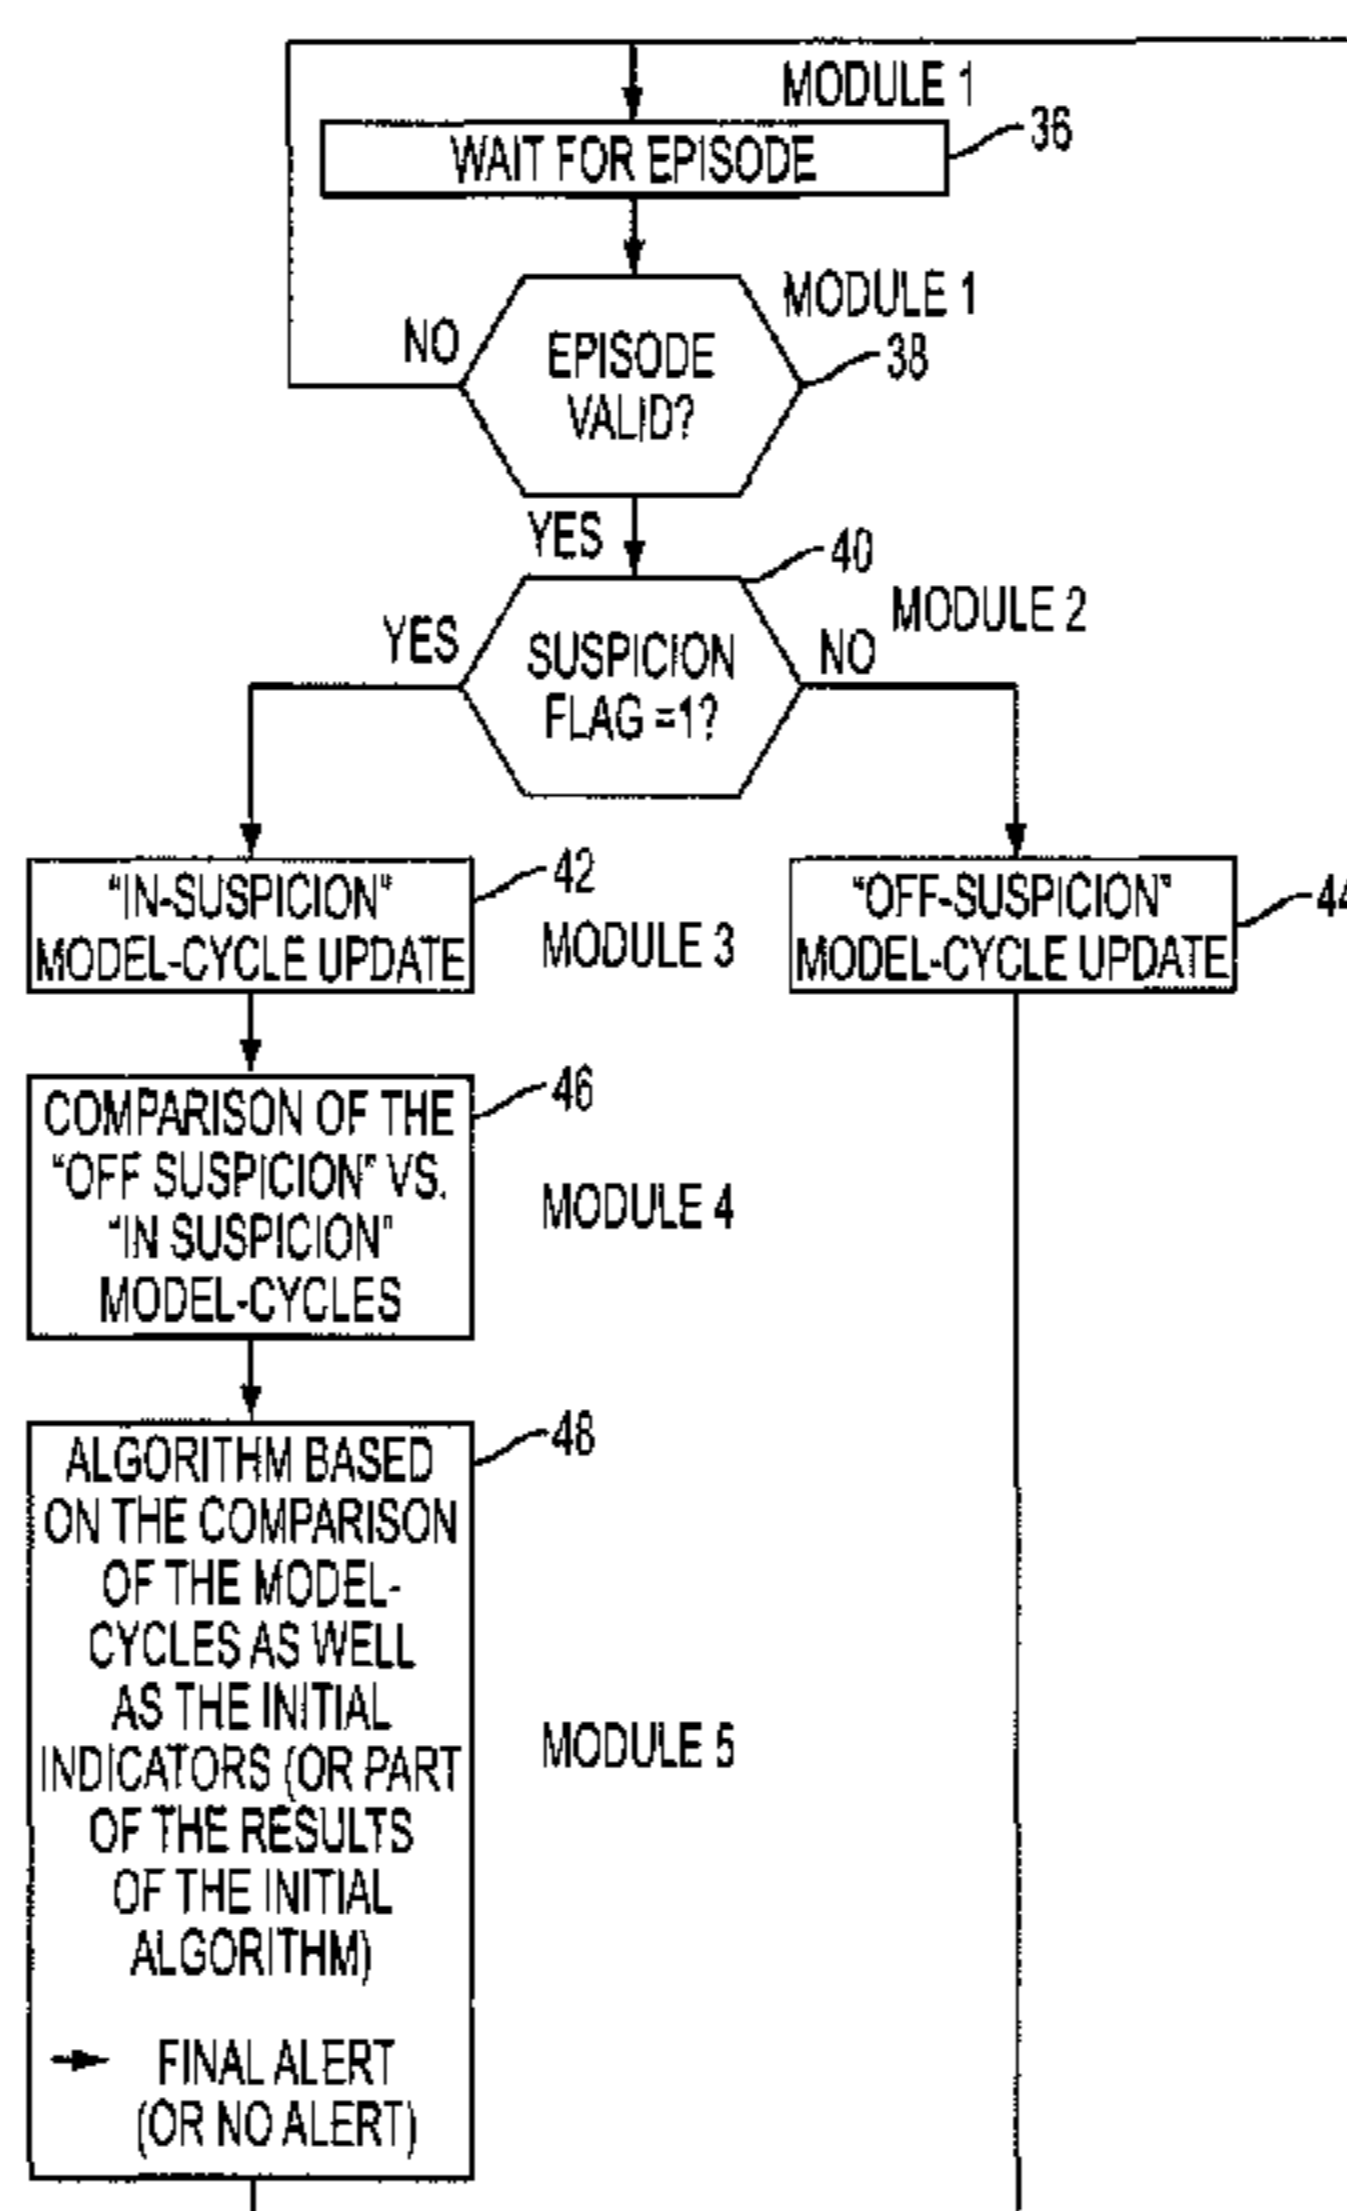 MODULE 1
WAIT FOR EPISODE
36
MODULE 1
NO
EPISODE
VALID?
38
YES
40
MODULE 2
YES
SUSPICION
FLAG =1?
NO
"IN-SUSPICION"
MODEL-CYCLE UPDATE
42
MODULE 3
"OFF-SUSPICION"
MODEL-CYCLE UPDATE
44
COMPARISON OF THE
"OFF SUSPICION" VS.
"IN SUSPICION"
MODEL-CYCLES
46
MODULE 4
ALGORITHM BASED
ON THE COMPARISON
OF THE MODEL-
CYCLES AS WELL
AS THE INITIAL
INDICATORS (OR PART
OF THE RESULTS
OF THE INITIAL
ALGORITHM)
FINAL ALERT
(OR NO ALERT)
48
MODULE 5